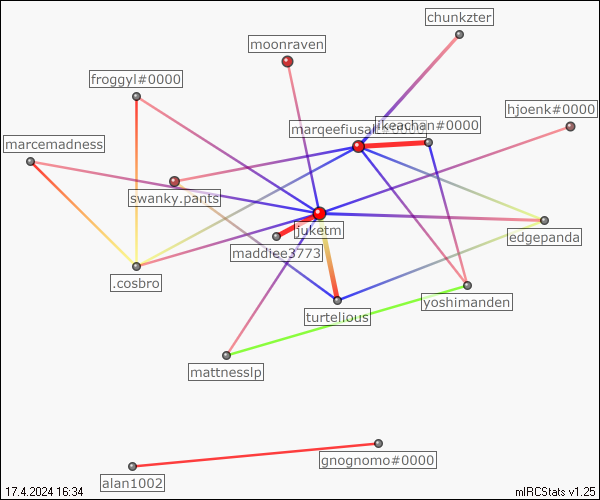 chunkzter
moonraven
froggyl#0000
hjoenk#0000
ikeachan#0000
marcemadness
swanky.pants
juketm
edgepanda
maddiee3773
.cosbro
yoshimanden
turtelious
mattnesslp
gnognomo#0000
alan1002
17.4.2024 16:34
mIRCStats v1.25